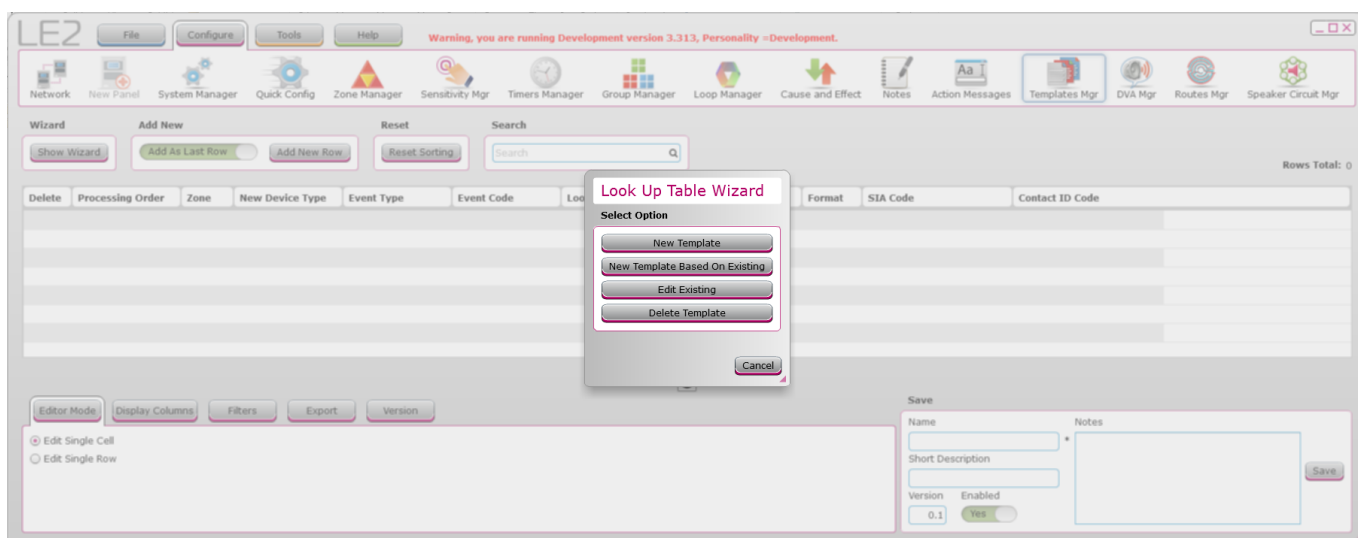 LE2 File Configure Tools Help Warning, you are running Development version 3.313, Personality =Development.
Network New Panel System Manager Quick Config Zone Manager Sensitivity Mgr Timers Manager Group Manager Loop Manager Cause and Effect Notes Action Messages Templates Mgr DVA Mgr Routes Mgr Speaker Circuit Mgr
Wizard Add New Reset Search
Show Wizard Add As Last Row Add New Row Reset Sorting Search
Rows Total: 0
Delete Processing Order Zone New Device Type Event Type Event Code Loo Format SIA Code Contact ID Code
Look Up Table Wizard
Select Option
New Template
New Template Based On Existing
Edit Existing
Delete Template
Cancel
Editor Mode Display Columns Filters Export Version
Edit Single Cell
Edit Single Row
Save
Name Notes
*
Short Description
Save
Version Enabled
0.1 Yes